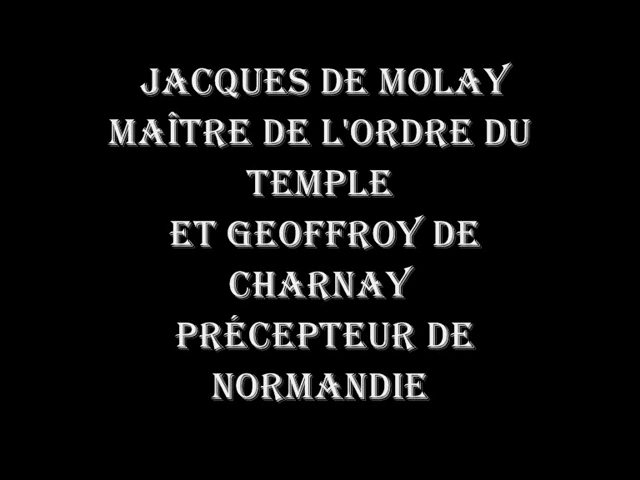 JACQUES DE MOLAY
MAÎTRE DE L'ORDRE DU
TEMPLE
ET GEOFFROY DE
CHARNAY
PRÉCEPTEUR DE
NORMANDIE